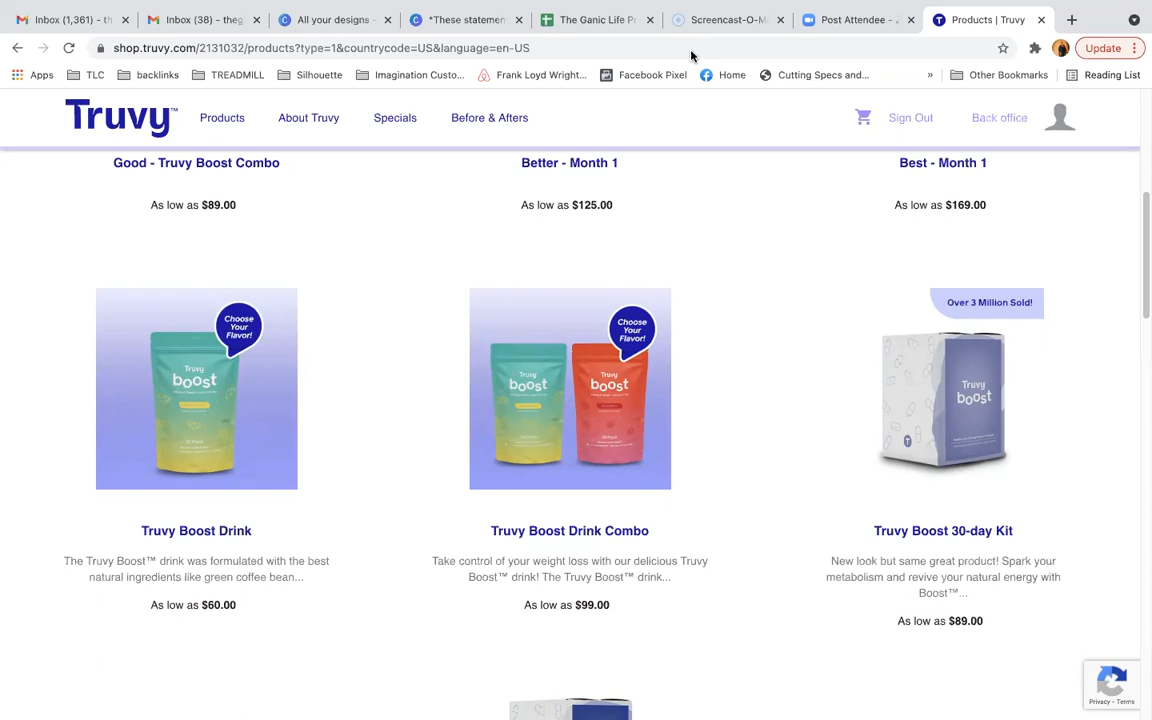 Inbox (1,361) - th
Inbox (38) - theg
All your designs -
*These statemen
The Ganic Life Pr
Screencast-O-Ma
Post Attendee -
Products | Truvy
shop.truvy.com/2131032/products?type=1&countrycode=US&language=en-US
Update
Apps
TLC
backlinks
TREADMILL
Silhouette
Imagination Custo...
Frank Loyd Wright...
Facebook Pixel
Home
Cutting Specs and...
»
Other Bookmarks
Reading List
Truvy™
Products
About Truvy
Specials
Before & Afters
Sign Out
Back office
Good - Truvy Boost Combo
As low as $89.00
Better - Month 1
As low as $125.00
Best - Month 1
As low as $169.00
Choose
Your
Flavor!
Truvy
boost
Truvy Boost Drink
The Truvy Boost™ drink was formulated with the best
natural ingredients like green coffee bean...
As low as $60.00
Choose
Your
Flavor!
Truvy
boost
Truvy
boost
Truvy Boost Drink Combo
Take control of your weight loss with our delicious Truvy
Boost™ drink! The Truvy Boost™ drink...
As low as $99.00
Over 3 Million Sold!
Truvy
boost
Truvy Boost 30-day Kit
New look but same great product! Spark your
metabolism and revive your natural energy with
Boost™...
As low as $89.00
Privacy - Terms